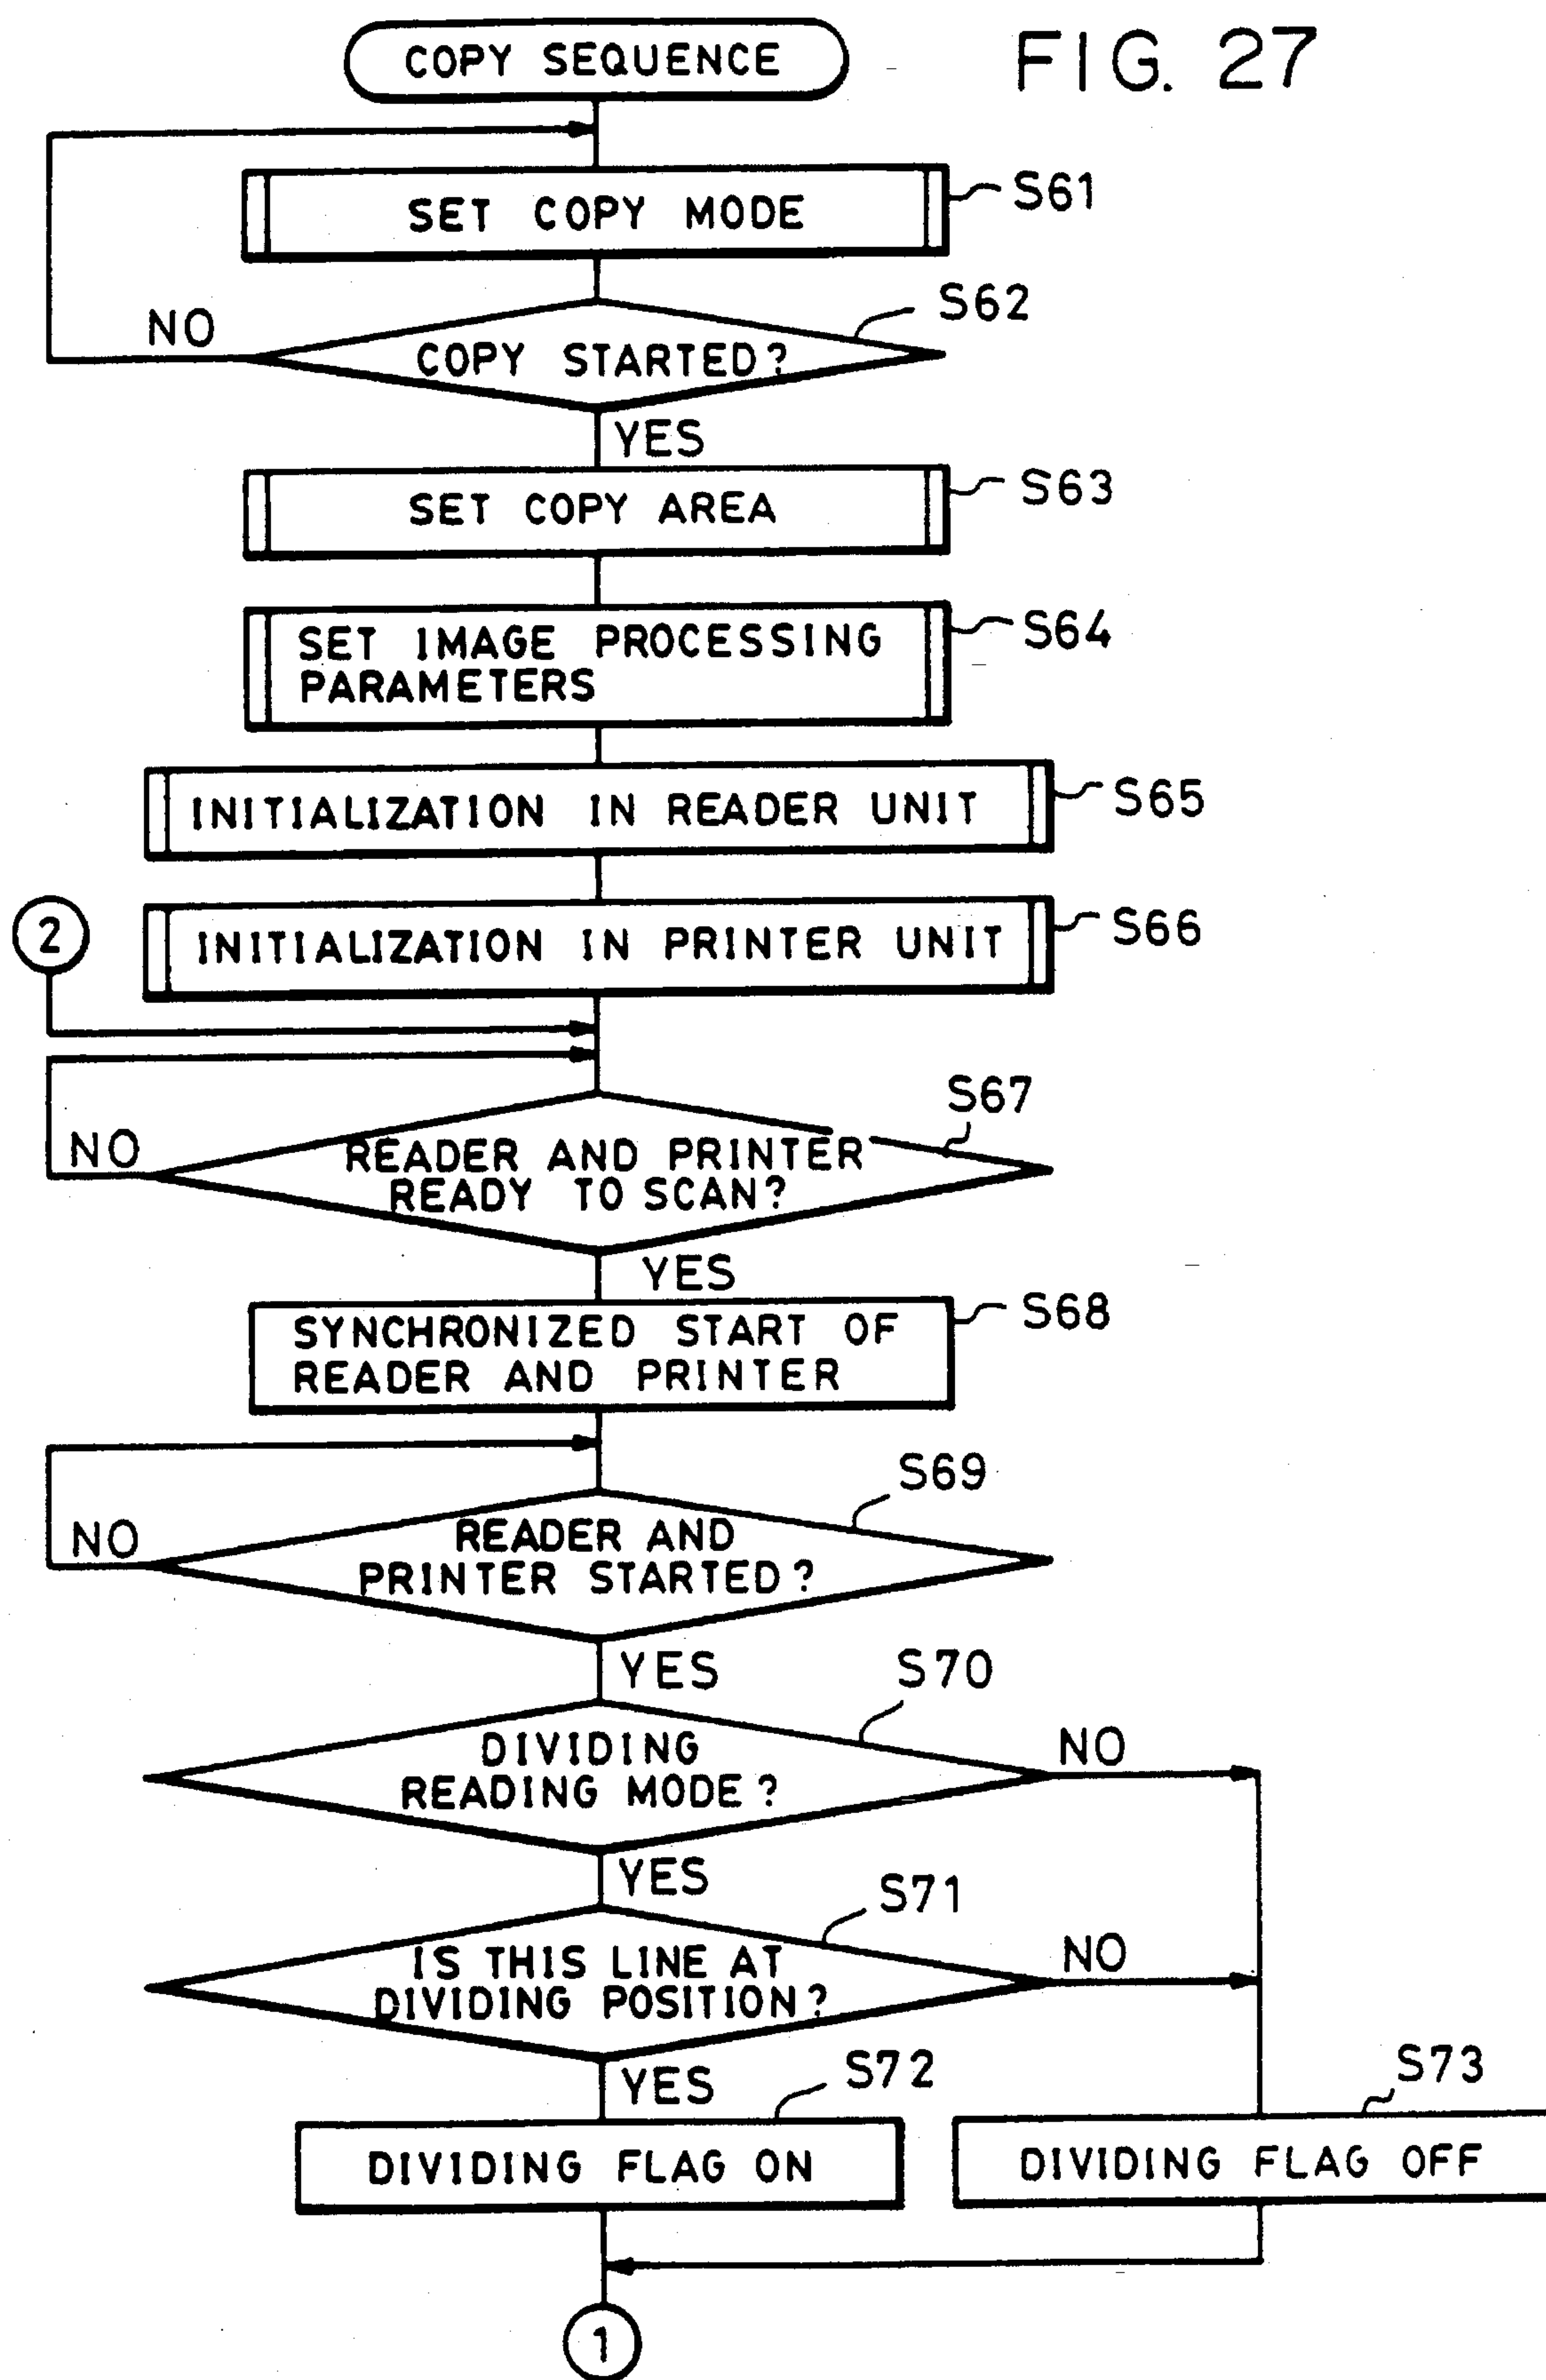 COPY SEQUENCE
FIG. 27
SET COPY MODE
S61
S62
NO
COPY STARTED?
YES
SET COPY AREA
S63
SET IMAGE PROCESSING
PARAMETERS
S64
INITIALIZATION IN READER UNIT
S65
2
INITIALIZATION IN PRINTER UNIT
S66
S67
NO
READER AND PRINTER
READY TO SCAN?
YES
SYNCHRONIZED START OF
READER AND PRINTER
S68
S69
NO
READER AND
PRINTER STARTED?
YES
S70
DIVIDING
READING MODE?
NO
YES
S71
IS THIS LINE AT
DIVIDING POSITION?
NO
YES
S72
S73
DIVIDING FLAG ON
DIVIDING FLAG OFF
1